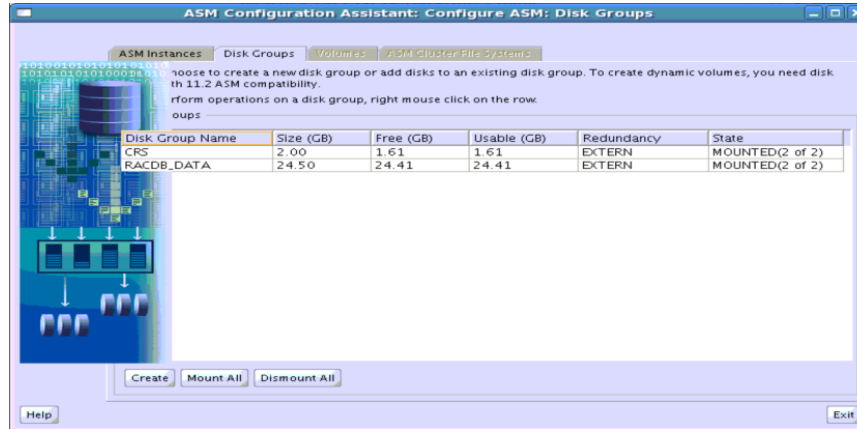 ASM Configuration Assistant: Configure ASM: Disk Groups
ASM Instances Disk Groups Volumes ASM Cluster File Systems
hoose to create a new disk group or add disks to an existing disk group. To create dynamic volumes, you need disk
th 11.2 ASM compatibility.
rform operations on a disk group, right mouse click on the row.
oups
Disk Group Name Size (GB) Free (GB) Usable (GB) Redundancy State
CRS 2.00 1.61 1.61 EXTERN MOUNTED(2 of 2)
RACDB_DATA 24.50 24.41 24.41 EXTERN MOUNTED(2 of 2)
Create Mount All Dismount All
Help Exit